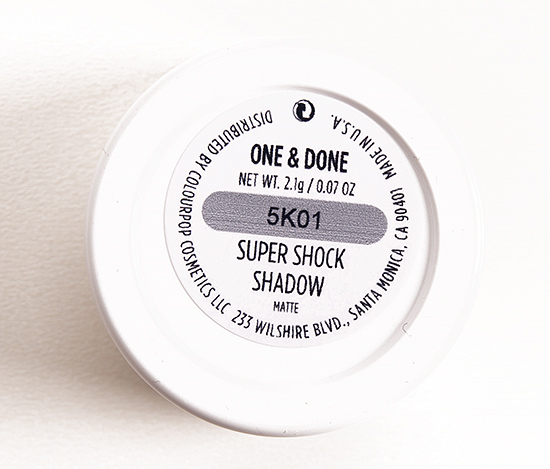 ONE & DONE
NET WT. 2.1g / 0.07 OZ
5K01
SUPER SHOCK
SHADOW
MATTE
DISTRIBUTED BY COLOURPOP COSMETICS LLC 233 WILSHIRE BLVD., SANTA MONICA, CA 90401 MADE IN U.S.A.